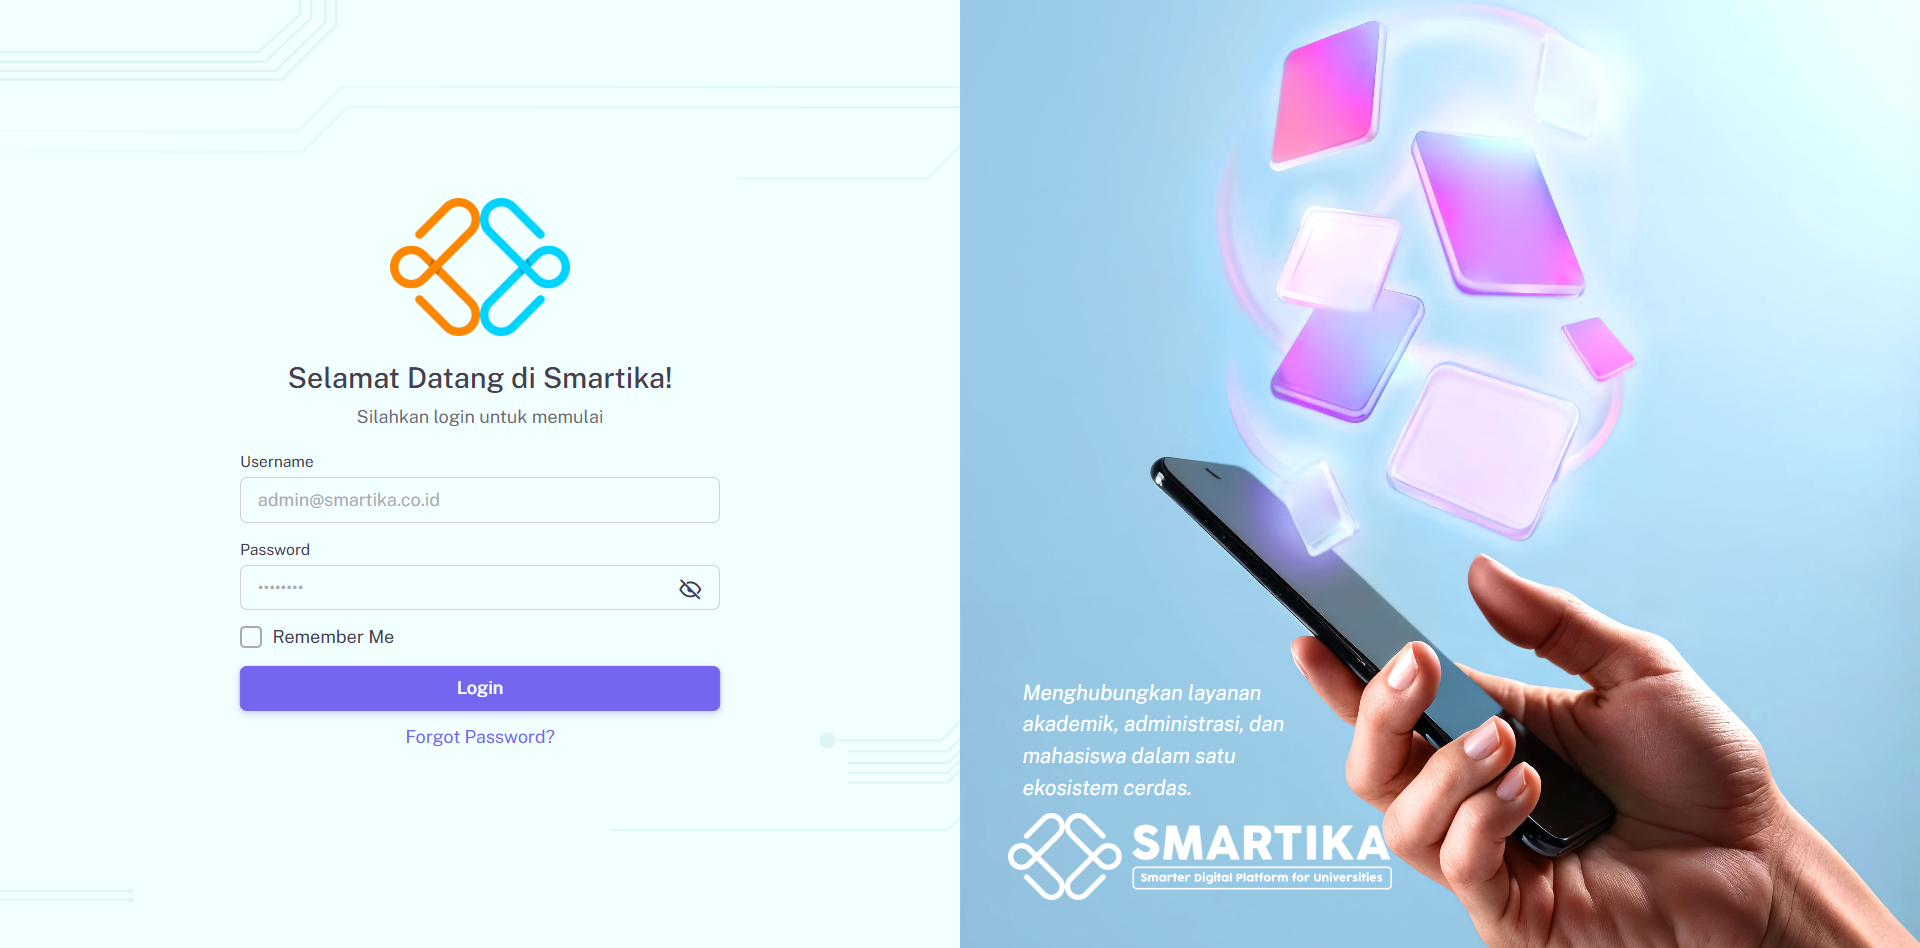 Selamat Datang di Smartika!
Silahkan login untuk memulai
Username
admin@smartika.co.id
Password
Remember Me
Login
Forgot Password?
Menghubungkan layanan
akademik, administrasi, dan
mahasiswa dalam satu
ekosistem cerdas.
SMARTIKA
Smarter Digital Platform for Universities